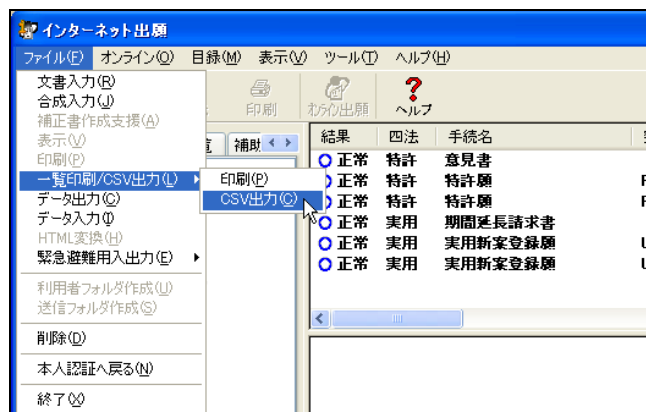 インターネット出願
ファイル(F) オンライン(O) 目録(M) 表示(V) ツール(T) ヘルプ(H)
印刷 オンライン出願 ヘルプ
文書入力(R)
合成入力(J)
補正書作成支援(A)
表示(V)
印刷(P)
一覧印刷/CSV出力(L)
データ出力(C)
データ入力(I)
HTML変換(H)
緊急避難用入出力(E)
利用者フォルダ作成(U)
送信フォルダ作成(S)
削除(D)
本人認証へ戻る(N)
終了(X)
印刷(P)
CSV出力(C)
補助
結果 四法 手続名
正常 特許 意見書
正常 特許 特許願
正常 特許 特許願
正常 実用 期間延長請求書
正常 実用 実用新案登録願
正常 実用 実用新案登録願